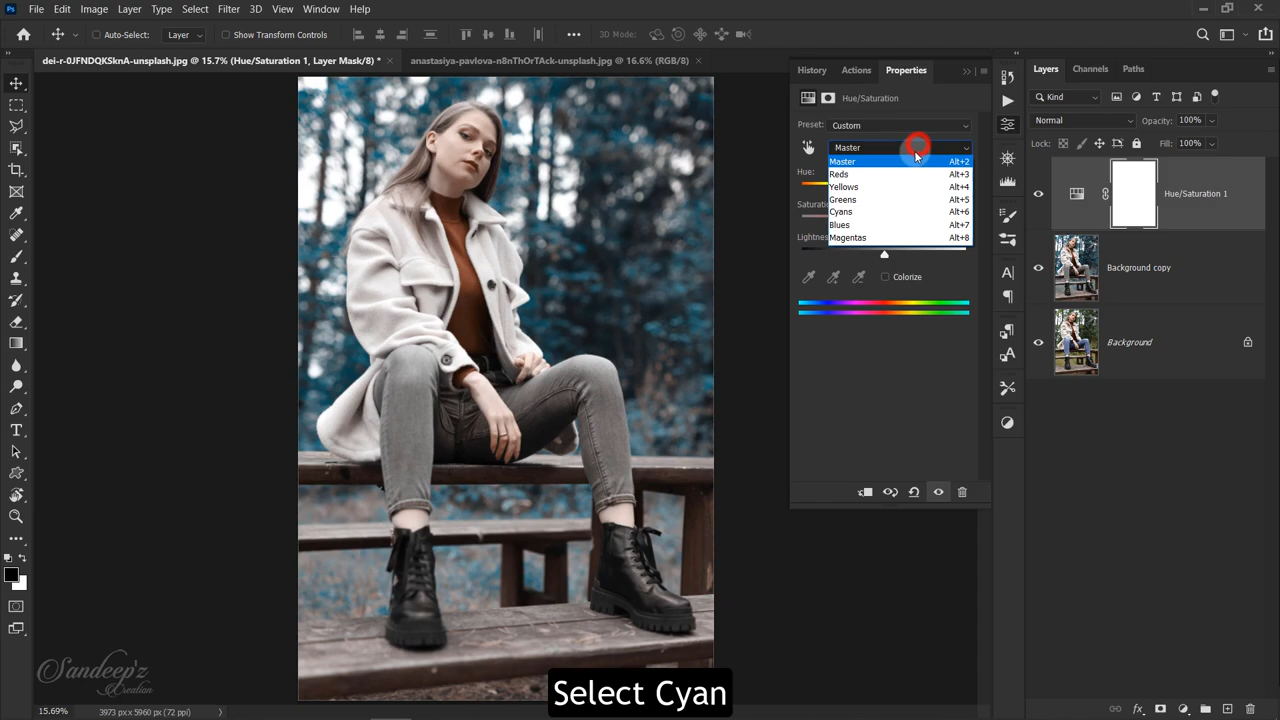 Ps File Edit Image Layer Type Select Filter 3D View Window Help
Auto-Select: Layer Show Transform Controls 3D Mode:
dei-r-0JFNDQKSknA-unsplash.jpg @ 15.7% (Hue/Saturation 1, Layer Mask/8) *
anastasiya-pavlova-n8nThOrTAck-unsplash.jpg @ 16.6% (RGB/8)
History Actions Properties
Hue/Saturation
Preset: Custom
Master
Master Alt+2
Reds Alt+3
Yellows Alt+4
Greens Alt+5
Cyans Alt+6
Blues Alt+7
Magentas Alt+8
Hue:
Saturati
Lightnes
Colorize
Layers Channels Paths
Kind
Normal Opacity: 100%
Lock: Fill: 100%
Hue/Saturation 1
Background copy
Background
Sandeep'z
Creation
Select Cyan
15.69% 3973 px x 5960 px (72 ppi)